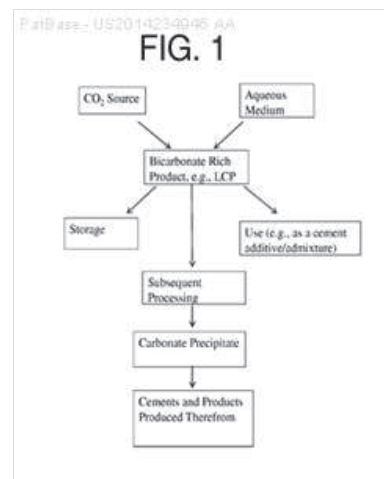 PatBase - US2014234946 AA
FIG. 1
CO₂ Source
Aqueous
Medium
Bicarbonate Rich
Product, e.g., LCP
Storage
Use (e.g., as a cement
additive/admixture)
Subsequent
Processing
Carbonate Precipitate
Cements and Products
Produced Therefrom